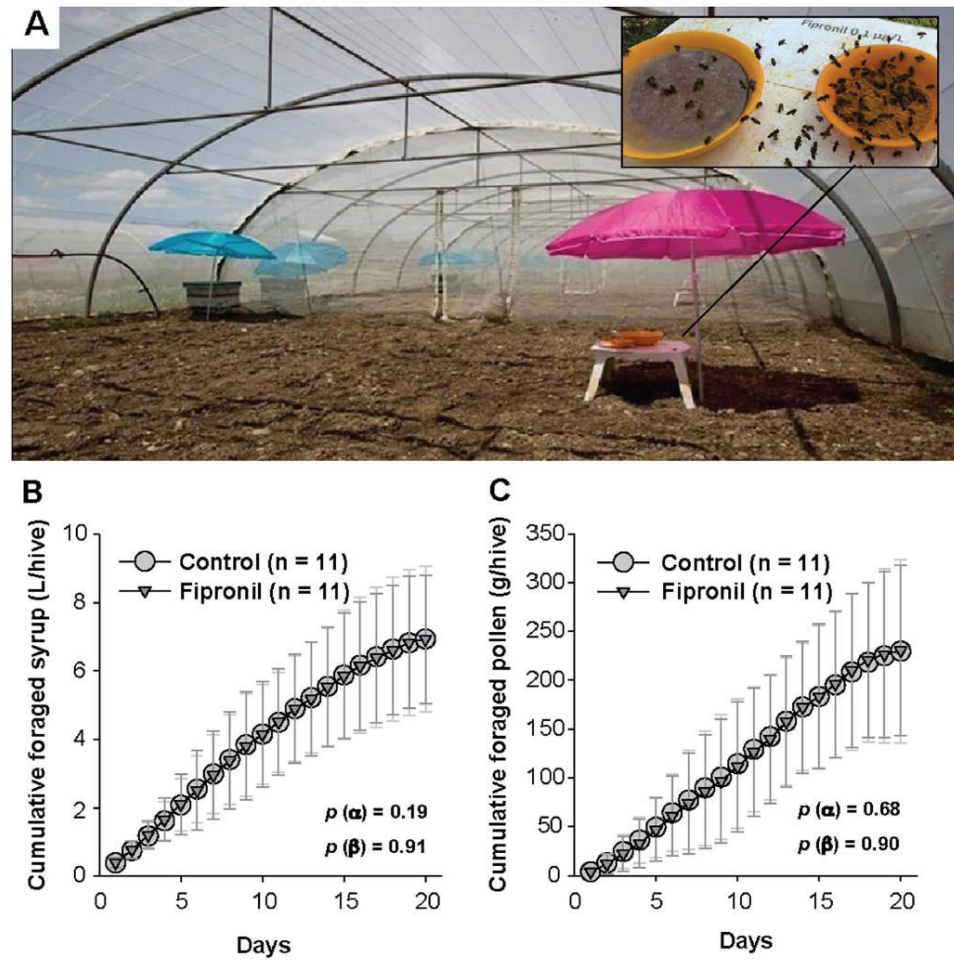 A
Fipronil 0,1 µg/L
B
Cumulative foraged syrup (L/hive)
10
8
6
4
2
0
Control (n = 11)
Fipronil (n = 11)
p (α) = 0.19
p (β) = 0.91
0 5 10 15 20
Days
C
Cumulative foraged pollen (g/hive)
350
300
250
200
150
100
50
0
Control (n = 11)
Fipronil (n = 11)
p (α) = 0.68
p (β) = 0.90
0 5 10 15 20
Days